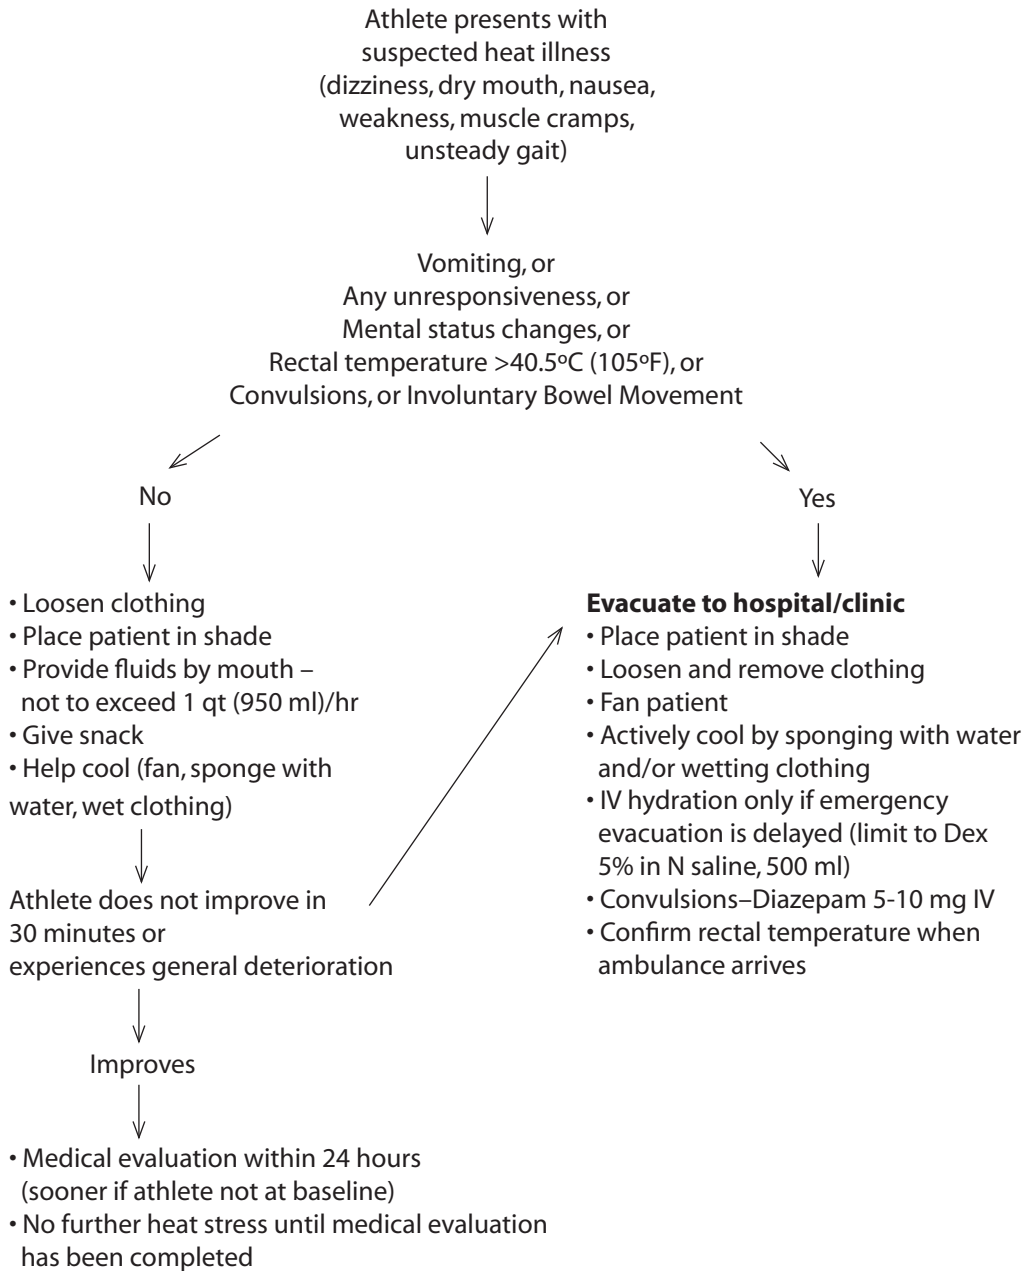 Athlete presents with
suspected heat illness
(dizziness, dry mouth, nausea,
weakness, muscle cramps,
unsteady gait)
Vomiting, or
Any unresponsiveness, or
Mental status changes, or
Rectal temperature >40.5ºC (105ºF), or
Convulsions, or Involuntary Bowel Movement
No
• Loosen clothing
• Place patient in shade
• Provide fluids by mouth –
not to exceed 1 qt (950 ml)/hr
• Give snack
• Help cool (fan, sponge with
water, wet clothing)
Athlete does not improve in
30 minutes or
experiences general deterioration
Improves
• Medical evaluation within 24 hours
(sooner if athlete not at baseline)
• No further heat stress until medical evaluation
has been completed
Yes
Evacuate to hospital/clinic
• Place patient in shade
• Loosen and remove clothing
• Fan patient
• Actively cool by sponging with water
and/or wetting clothing
• IV hydration only if emergency
evacuation is delayed (limit to Dex
5% in N saline, 500 ml)
• Convulsions–Diazepam 5-10 mg IV
• Confirm rectal temperature when
ambulance arrives